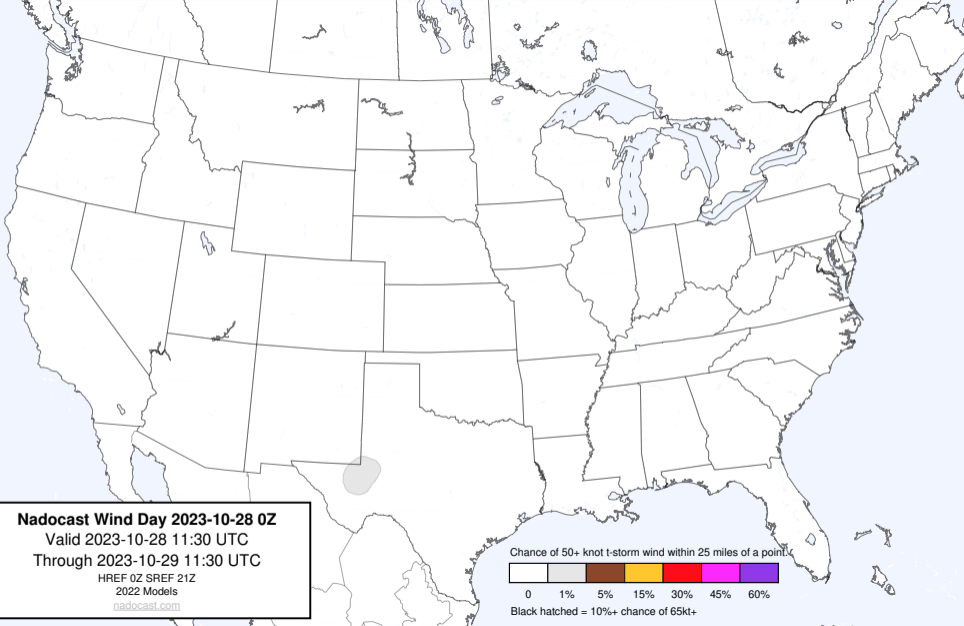 Nadocast Wind Day 2023-10-28 0Z
Valid 2023-10-28 11:30 UTC
Through 2023-10-29 11:30 UTC
HREF 0Z SREF 21Z
2022 Models
nadocast.com
Chance of 50+ knot t-storm wind within 25 miles of a point.
0 1% 5% 15% 30% 45% 60%
Black hatched = 10%+ chance of 65kt+